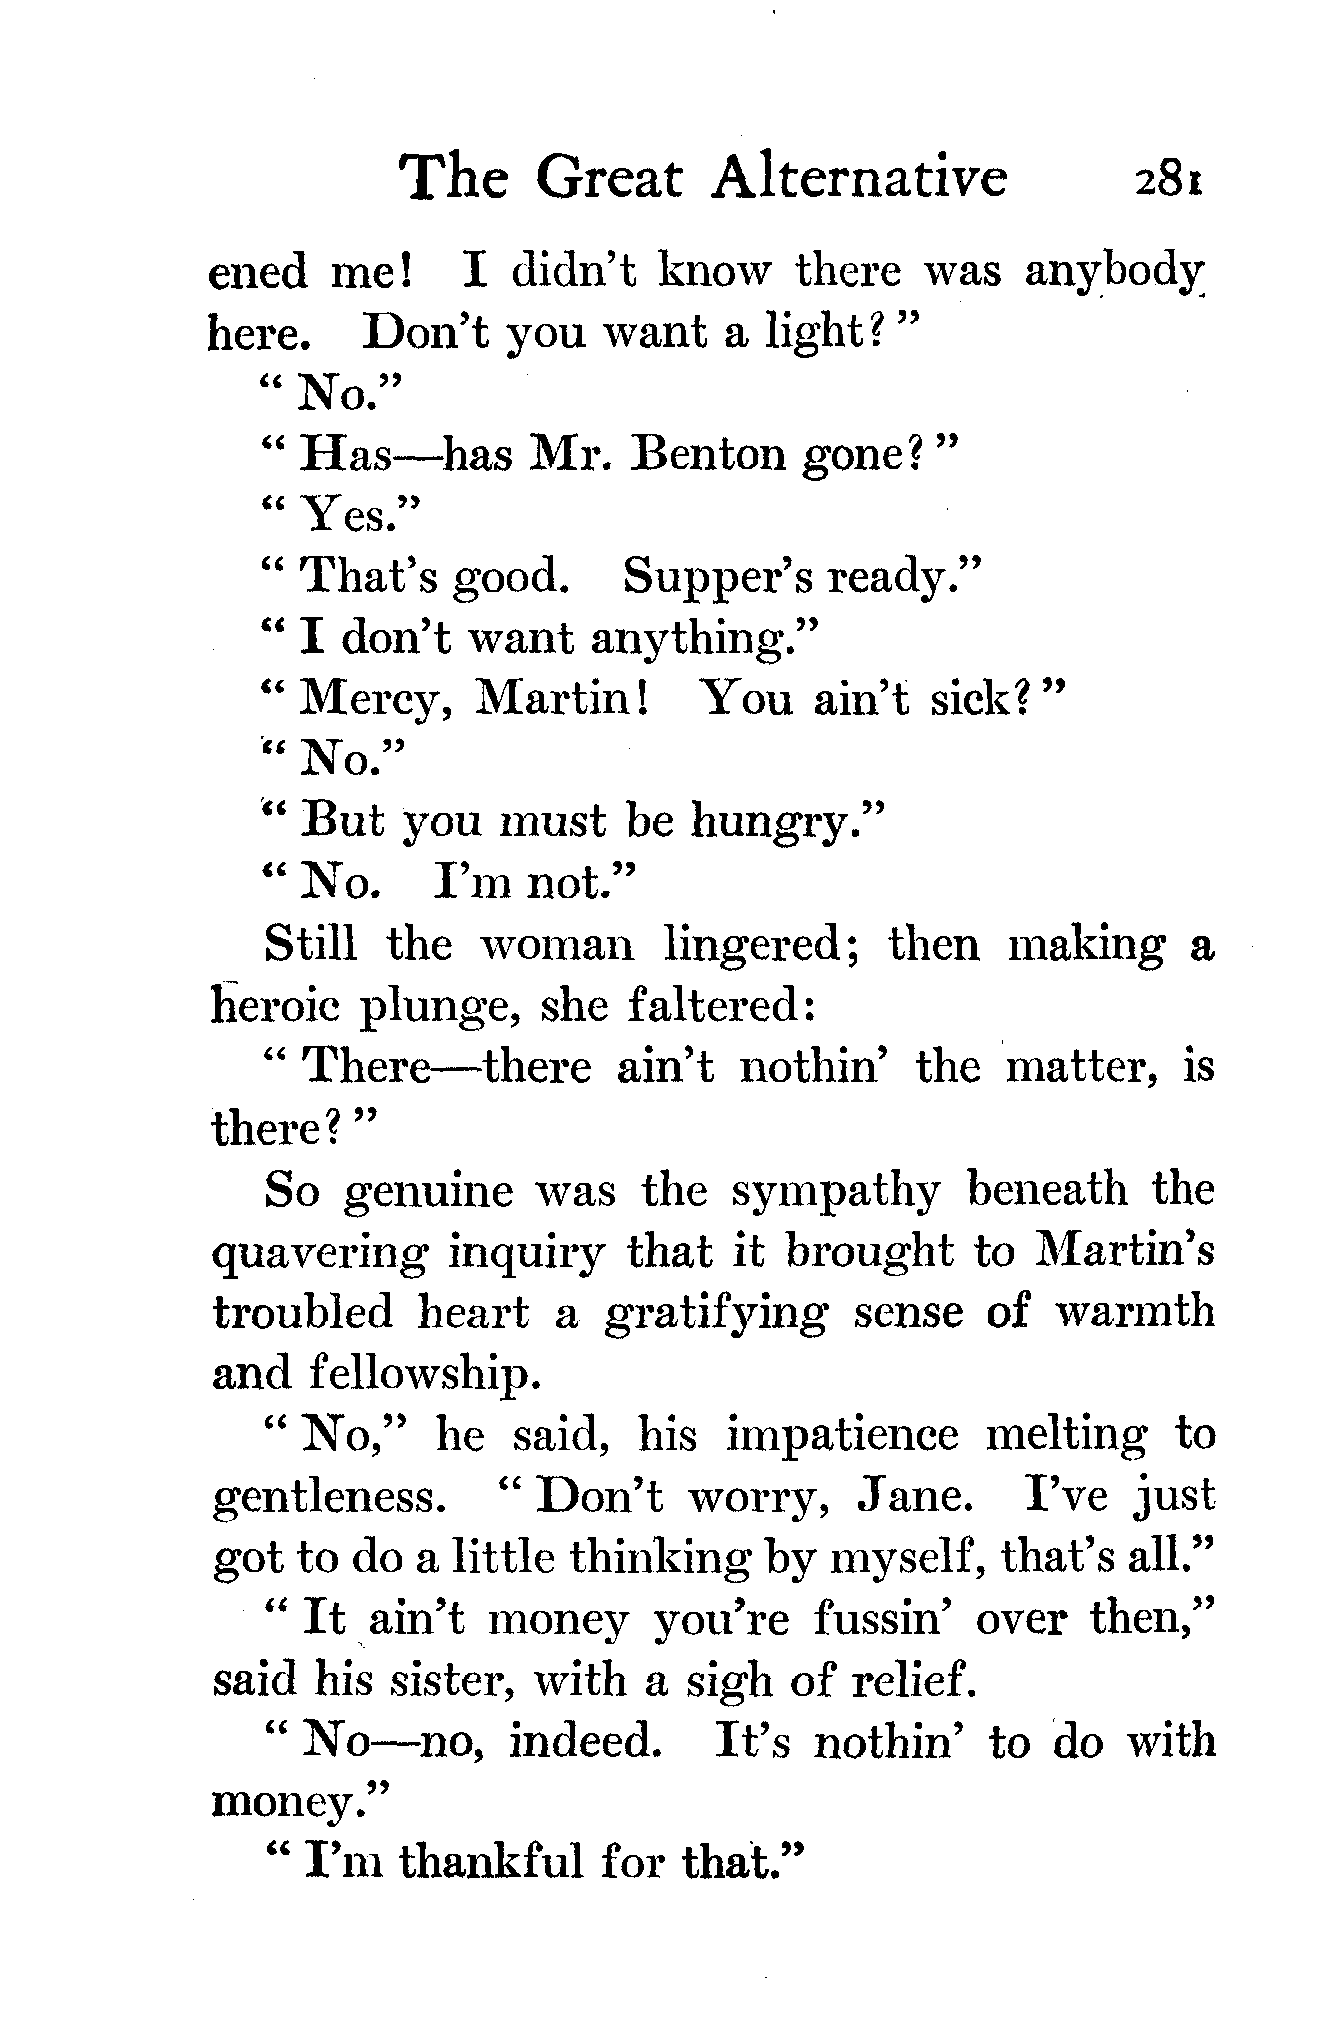 The Great Alternative 281
ened me! I didn't know there was anybody
here. Don't you want a light?"
"No."
"Has—has Mr. Benton gone?"
"Yes."
"That's good. Supper's ready."
"I don't want anything."
"Mercy, Martin! You ain't sick?"
"No."
"But you must be hungry."
"No. I'm not."
Still the woman lingered; then making a
heroic plunge, she faltered:
"There—there ain't nothin' the matter, is
there?"
So genuine was the sympathy beneath the
quavering inquiry that it brought to Martin's
troubled heart a gratifying sense of warmth
and fellowship.
"No," he said, his impatience melting to
gentleness. "Don't worry, Jane. I've just
got to do a little thinking by myself, that's all."
"It ain't money you're fussin' over then,"
said his sister, with a sigh of relief.
"No—no, indeed. It's nothin' to do with
money."
"I'm thankful for that."